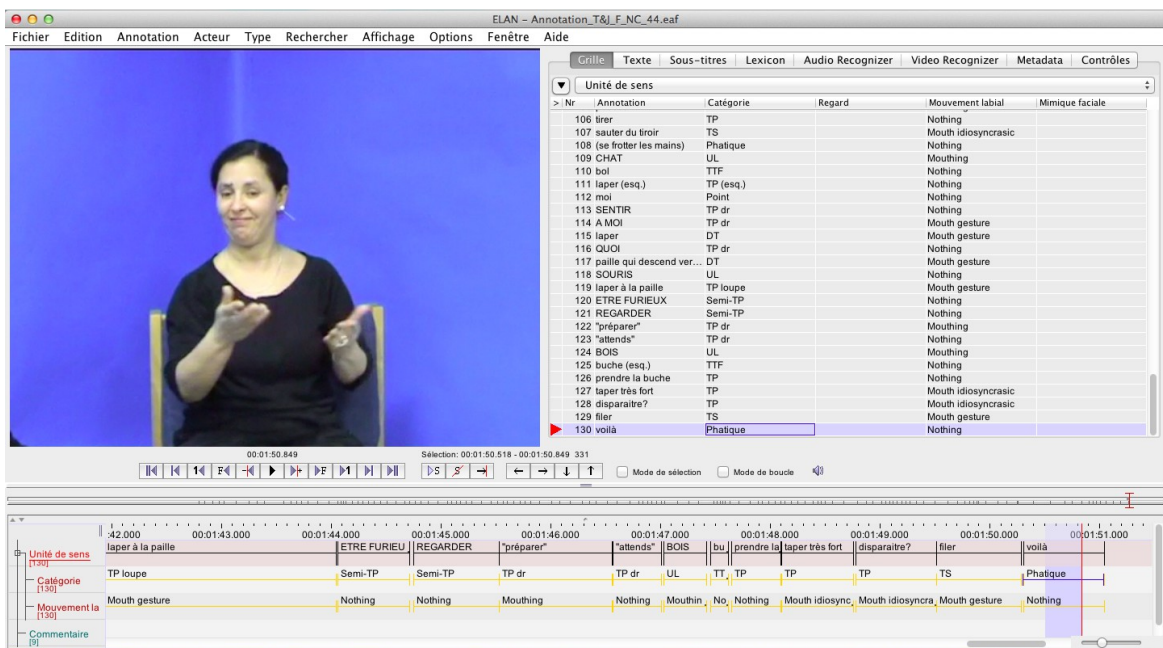 ELAN - Annotation_T&J_F_NC_44.eaf
Fichier Edition Annotation Acteur Type Rechercher Affichage Options Fenêtre Aide
Grille Texte Sous-titres Lexicon Audio Recognizer Video Recognizer Metadata Contrôles
Unité de sens
> Nr Annotation Catégorie Regard Mouvement labial Mimique faciale
106 tirer TP Nothing
107 sauter du tiroir TS Mouth idiosyncrasic
108 (se frotter les mains) Phatique Nothing
109 CHAT UL Mouthing
110 bol TTF Nothing
111 laper (esq.) TP (esq.) Nothing
112 moi Point Nothing
113 SENTIR TP dr Nothing
114 A MOI TP dr Mouth gesture
115 laper DT Mouth gesture
116 QUOI TP dr Nothing
117 paille qui descend ver... DT Mouth gesture
118 SOURIS UL Nothing
119 laper à la paille TP loupe Mouth gesture
120 ETRE FURIEUX Semi-TP Nothing
121 REGARDER Semi-TP Nothing
122 "préparer" TP dr Mouthing
123 "attends" TP dr Nothing
124 BOIS UL Mouthing
125 buche (esq.) TTF Nothing
126 prendre la buche TP Nothing
127 taper très fort TP Mouth idiosyncrasic
128 disparaitre? TP Mouth idiosyncrasic
129 filer TS Mouth gesture
130 voilà Phatique Nothing
00:01:50.849 Sélection: 00:01:50.518 - 00:01:50.849 331
Mode de sélection Mode de boucle
:42.000 00:01:43.000 00:01:44.000 00:01:45.000 00:01:46.000 00:01:47.000 00:01:48.000 00:01:49.000 00:01:50.000 00:01:51.000
Unité de sens laper à la paille ETRE FURIEU REGARDER "préparer" "attends" BOIS bu prendre la taper très fort disparaitre? filer voilà
[130]
Catégorie TP loupe Semi-TP Semi-TP TP dr TP dr UL TT TP TP TP TS Phatique
[130]
Mouvement la Mouth gesture Nothing Nothing Mouthing Nothing Mouthin No Nothing Mouth idiosync Mouth idiosyncra Mouth gesture Nothing
[130]
Commentaire
[9]